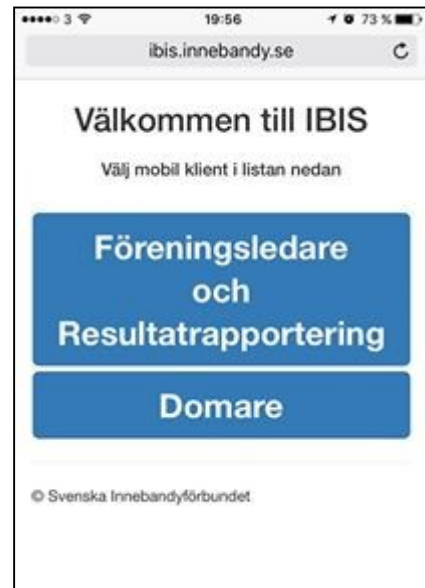 3 19:56 73 %
ibis.innebandy.se
Välkommen till IBIS
Välj mobil klient i listan nedan
Föreningsledare
och
Resultatrapportering
Domare
© Svenska Innebandyförbundet